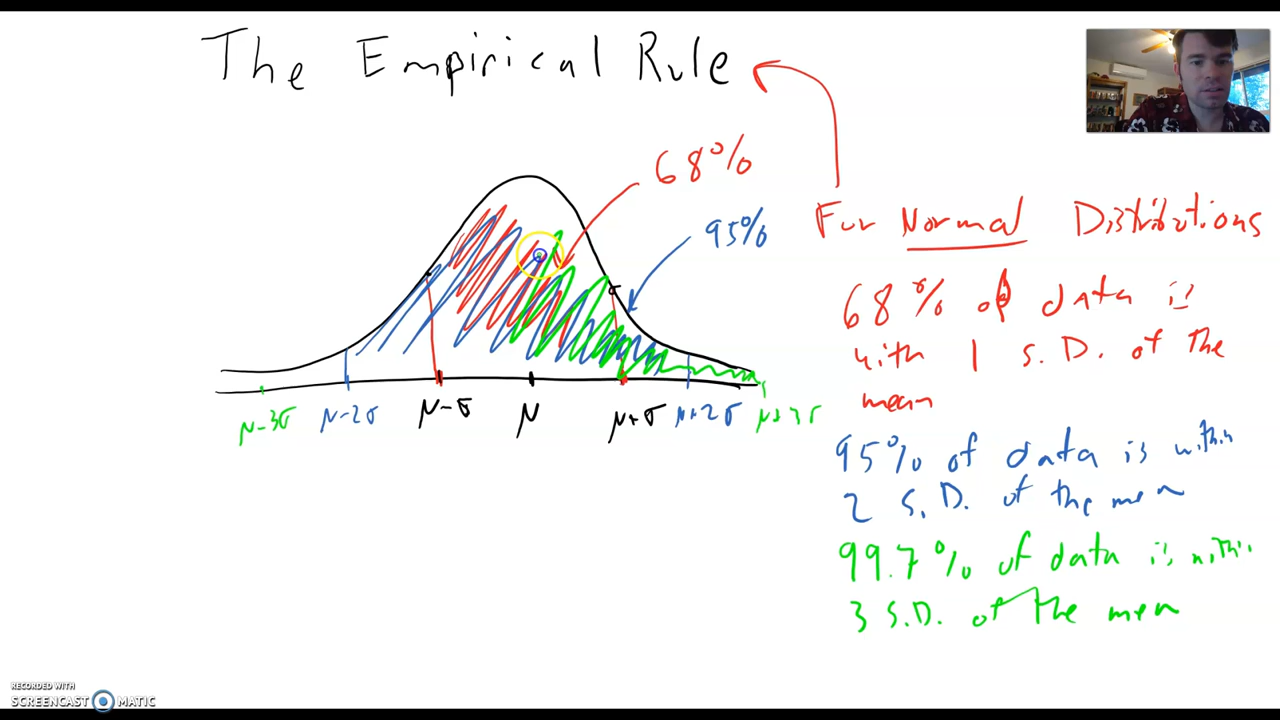 The Empirical Rule
68%
95%
For Normal Distributions
68% of data is
with 1 S.D. of the
mean
95% of data is within
2 S.D. of the mean
99.7% of data is within
3 S.D. of the mean
μ-3σ μ-2σ μ-σ μ μ+σ μ+2σ μ+3σ
RECORDED WITH
SCREENCAST MATIC